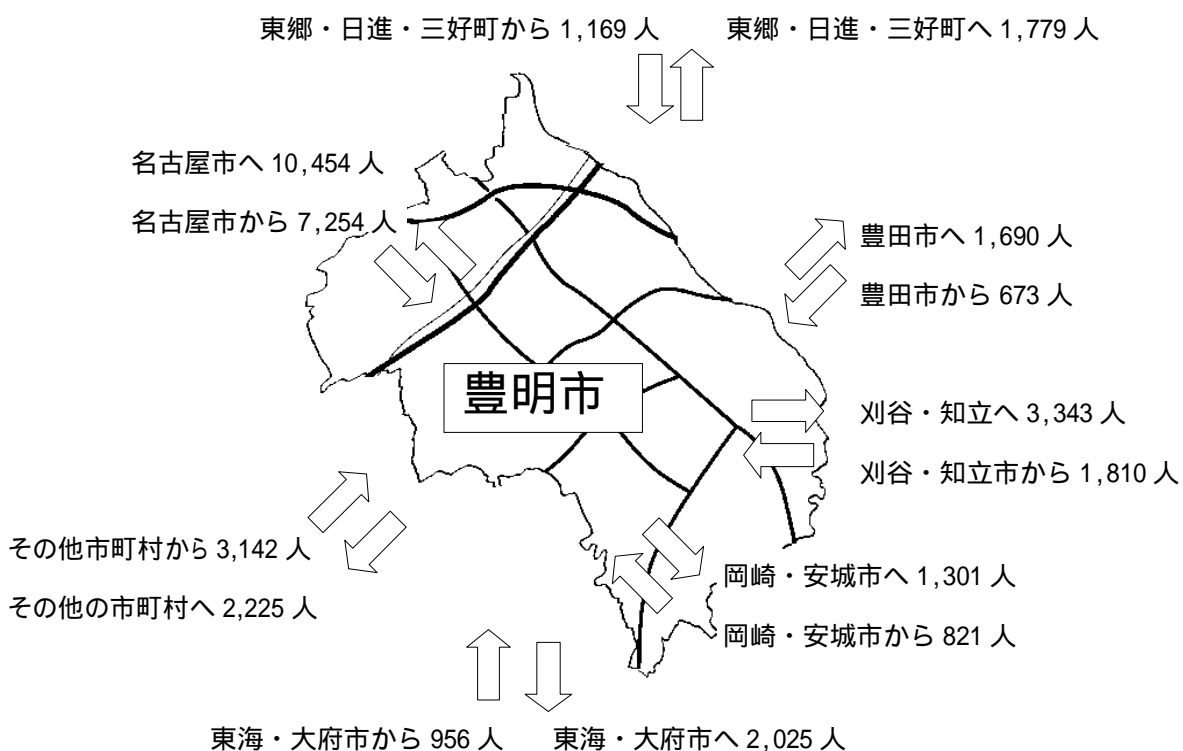 東郷・日進・三好町から 1,169 人
東郷・日進・三好町へ 1,779 人
名古屋市へ 10,454 人
名古屋市から 7,254 人
豊田市へ 1,690 人
豊田市から 673 人
豊明市
刈谷・知立へ 3,343 人
刈谷・知立市から 1,810 人
その他市町村から 3,142 人
その他の市町村へ 2,225 人
岡崎・安城市へ 1,301 人
岡崎・安城市から 821 人
東海・大府市から 956 人
東海・大府市へ 2,025 人